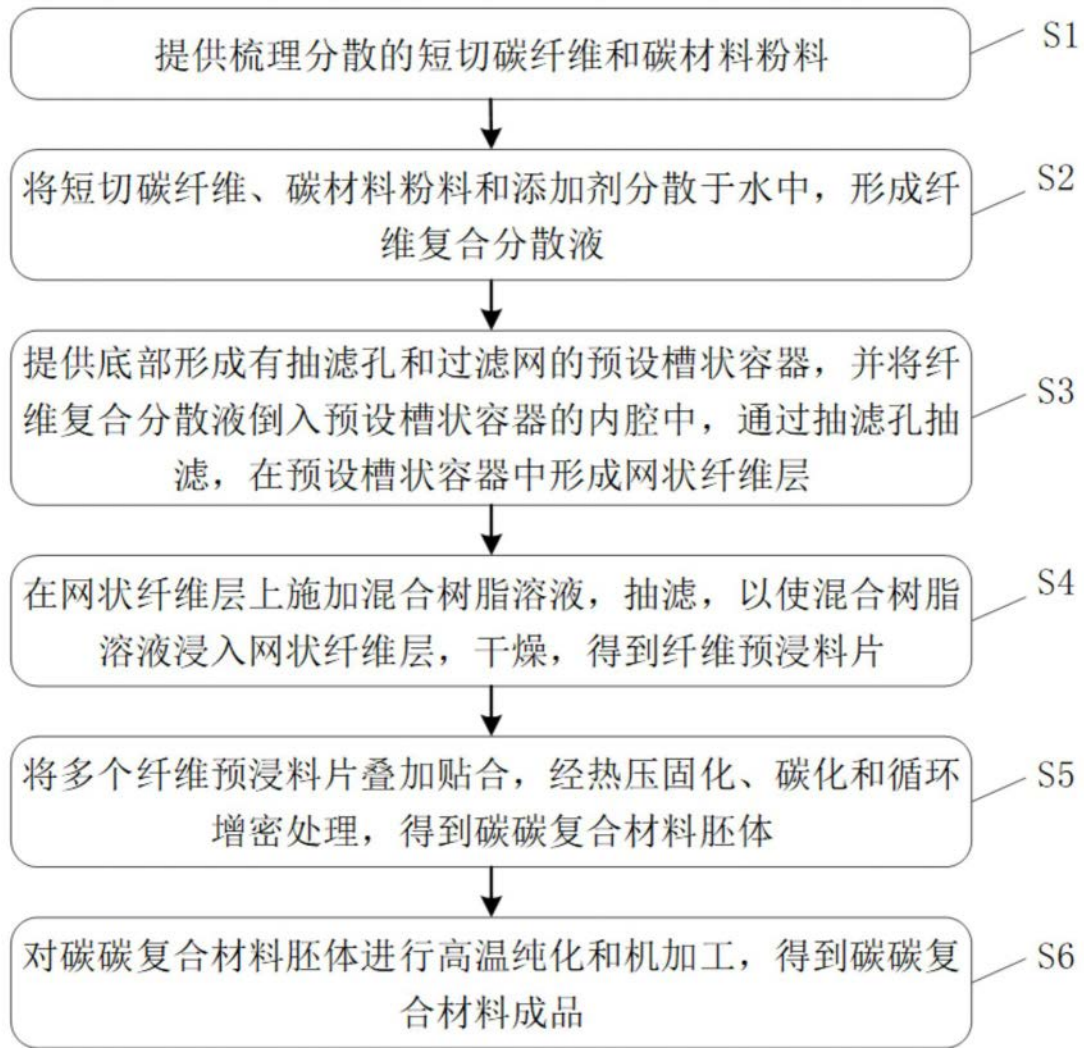 提供梳理分散的短切碳纤维和碳材料粉料
S1
将短切碳纤维、碳材料粉料和添加剂分散于水中，形成纤
维复合分散液
S2
提供底部形成有抽滤孔和过滤网的预设槽状容器，并将纤
维复合分散液倒入预设槽状容器的内腔中，通过抽滤孔抽
滤，在预设槽状容器中形成网状纤维层
S3
在网状纤维层上施加混合树脂溶液，抽滤，以使混合树脂
溶液浸入网状纤维层，干燥，得到纤维预浸料片
S4
将多个纤维预浸料片叠加贴合，经热压固化、碳化和循环
增密处理，得到碳碳复合材料胚体
S5
对碳碳复合材料胚体进行高温纯化和机加工，得到碳碳复
合材料成品
S6